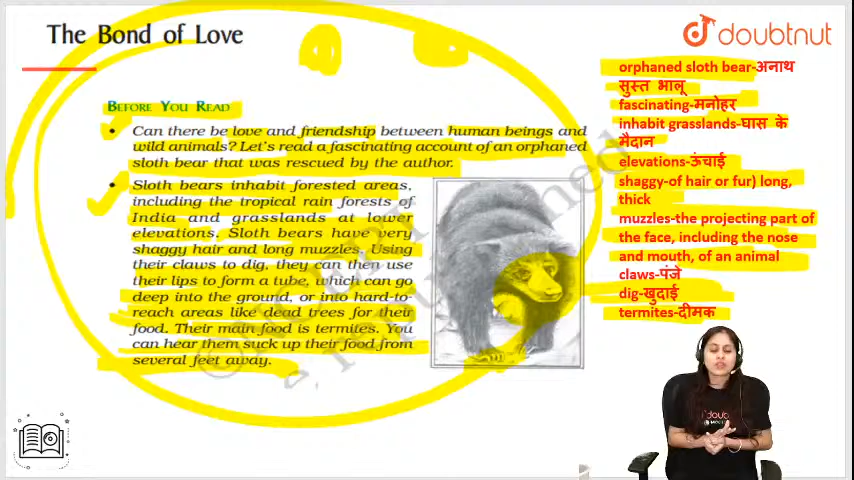 The Bond of Love
doubtnut
BEFORE YOU READ
• Can there be love and friendship between human beings and
wild animals? Let's read a fascinating account of an orphaned
sloth bear that was rescued by the author.
• Sloth bears inhabit forested areas,
including the tropical rain forests of
India and grasslands at lower
elevations. Sloth bears have very
shaggy hair and long muzzles. Using
their claws to dig, they can then use
their lips to form a tube, which can go
deep into the ground, or into hard-to-
reach areas like dead trees for their
food. Their main food is termites. You
can hear them suck up their food from
several feet away.
orphaned sloth bear-अनाथ
सुस्त भालू
fascinating-मनोहर
inhabit grasslands-घास के
मैदान
elevations-ऊंचाई
shaggy-of hair or fur) long,
thick
muzzles-the projecting part of
the face, including the nose
and mouth, of an animal
claws-पंजे
dig-खुदाई
termites-दीमक
doubtnut